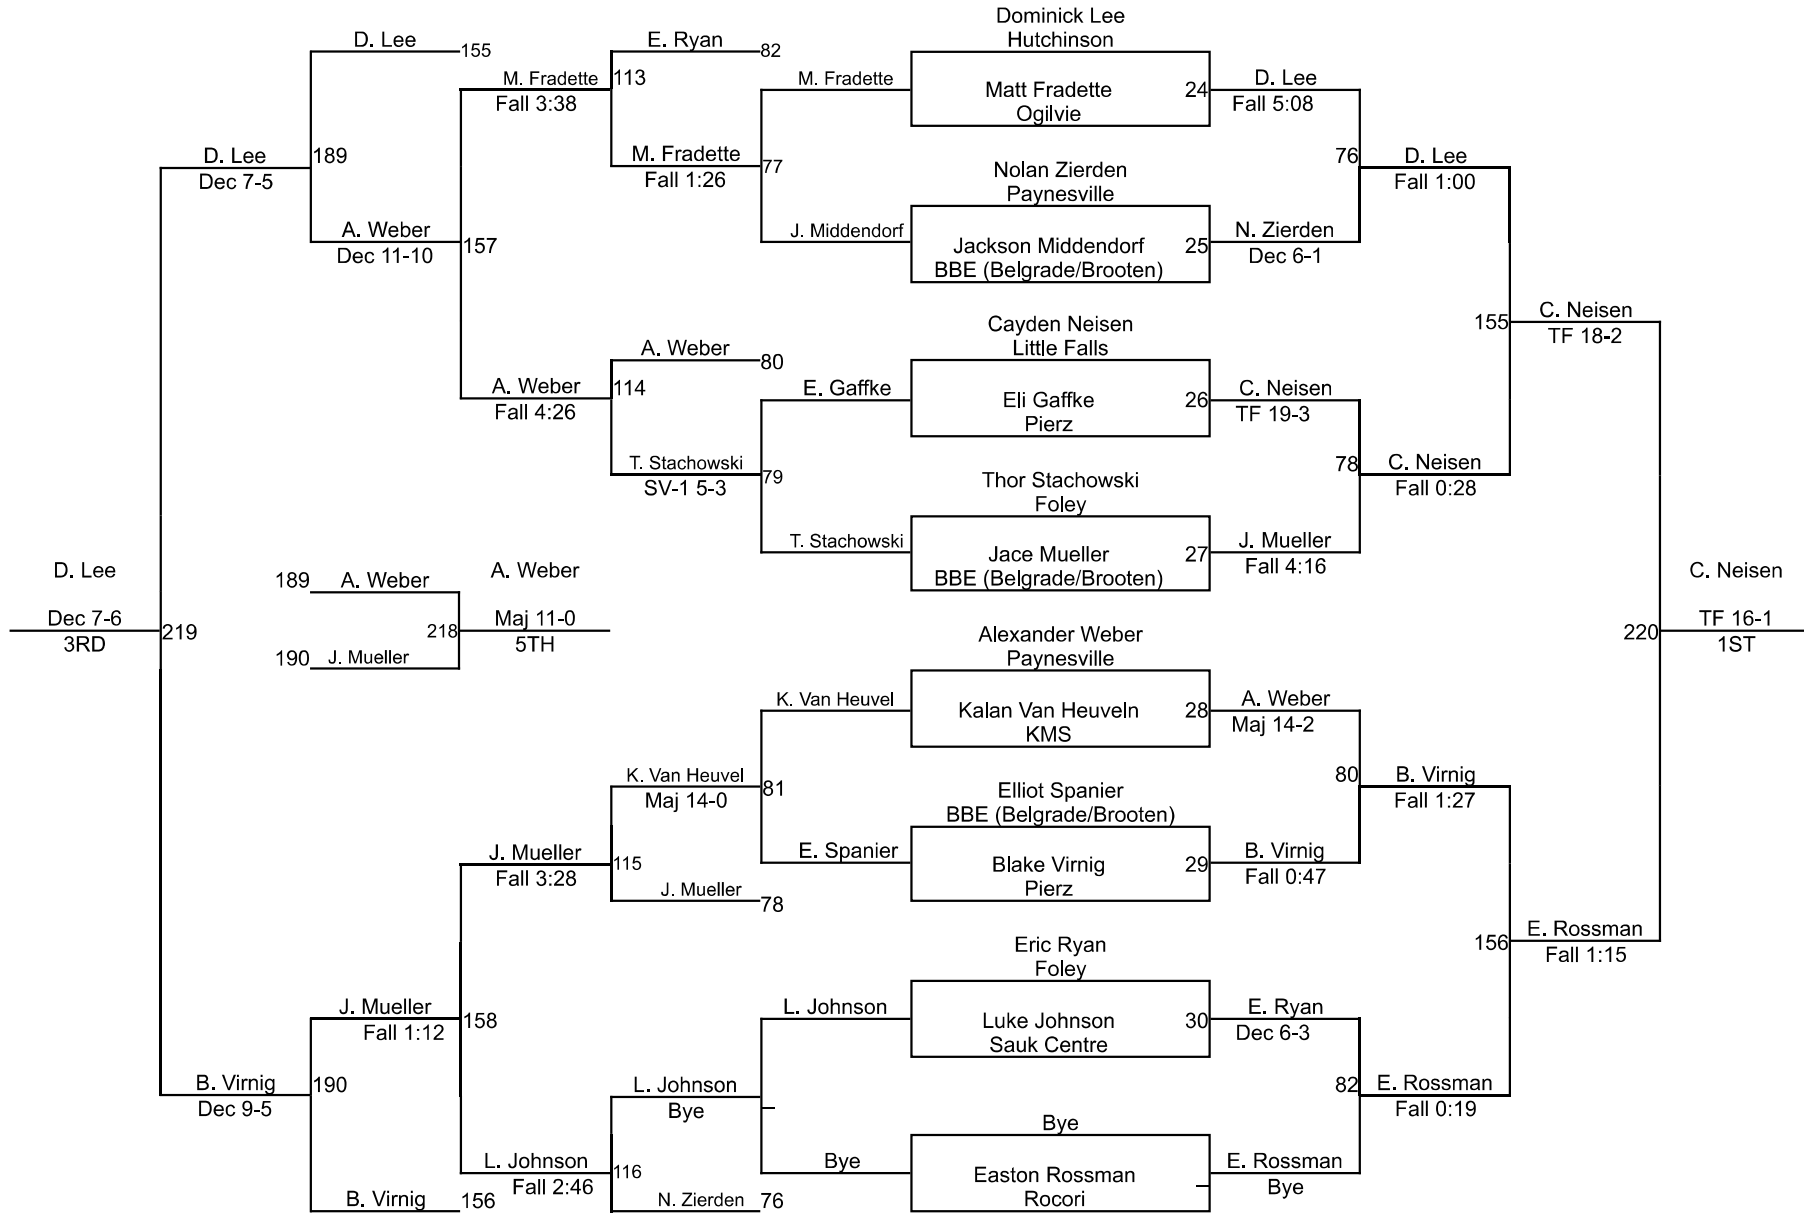 Dominick Lee
Hutchinson
D. Lee
155
E. Ryan
82
M. Fradette
113
Fall 3:38
M. Fradette
Matt Fradette
Ogilvie
24
D. Lee
Fall 5:08
D. Lee
Dec 7-5
189
M. Fradette
Fall 1:26
77
Nolan Zierden
Paynesville
76
D. Lee
Fall 1:00
A. Weber
Dec 11-10
157
J. Middendorf
Jackson Middendorf
BBE (Belgrade/Brooten)
25
N. Zierden
Dec 6-1
Cayden Neisen
Little Falls
155
C. Neisen
TF 18-2
A. Weber
80
A. Weber
114
Fall 4:26
E. Gaffke
Eli Gaffke
Pierz
26
C. Neisen
TF 19-3
T. Stachowski
SV-1 5-3
79
Thor Stachowski
Foley
78
C. Neisen
Fall 0:28
T. Stachowski
Jace Mueller
BBE (Belgrade/Brooten)
27
J. Mueller
Fall 4:16
D. Lee
Dec 7-6
3RD
219
189
A. Weber
190
J. Mueller
218
A. Weber
Maj 11-0
5TH
220
C. Neisen
TF 16-1
1ST
Alexander Weber
Paynesville
K. Van Heuvel
Kalan Van Heuveln
KMS
28
A. Weber
Maj 14-2
K. Van Heuvel
Maj 14-0
81
Elliot Spanier
BBE (Belgrade/Brooten)
80
B. Virnig
Fall 1:27
J. Mueller
Fall 3:28
115
J. Mueller
78
E. Spanier
Blake Virnig
Pierz
29
B. Virnig
Fall 0:47
Eric Ryan
Foley
156
E. Rossman
Fall 1:15
J. Mueller
Fall 1:12
158
L. Johnson
Luke Johnson
Sauk Centre
30
E. Ryan
Dec 6-3
B. Virnig
Dec 9-5
190
L. Johnson
Bye
82
E. Rossman
Fall 0:19
Bye
L. Johnson
Fall 2:46
116
Bye
Easton Rossman
Rocori
E. Rossman
Bye
B. Virnig
156
N. Zierden
76